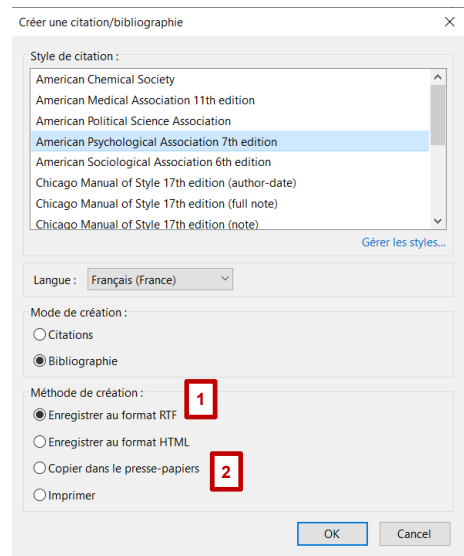 Créer une citation/bibliographie
Style de citation :
American Chemical Society
American Medical Association 11th edition
American Political Science Association
American Psychological Association 7th edition
American Sociological Association 6th edition
Chicago Manual of Style 17th edition (author-date)
Chicago Manual of Style 17th edition (full note)
Chicago Manual of Style 17th edition (note)
Gérer les styles...
Langue : Français (France)
Mode de création :
Citations
Bibliographie
Méthode de création :
1
Enregistrer au format RTF
Enregistrer au format HTML
Copier dans le presse-papiers
2
Imprimer
OK Cancel